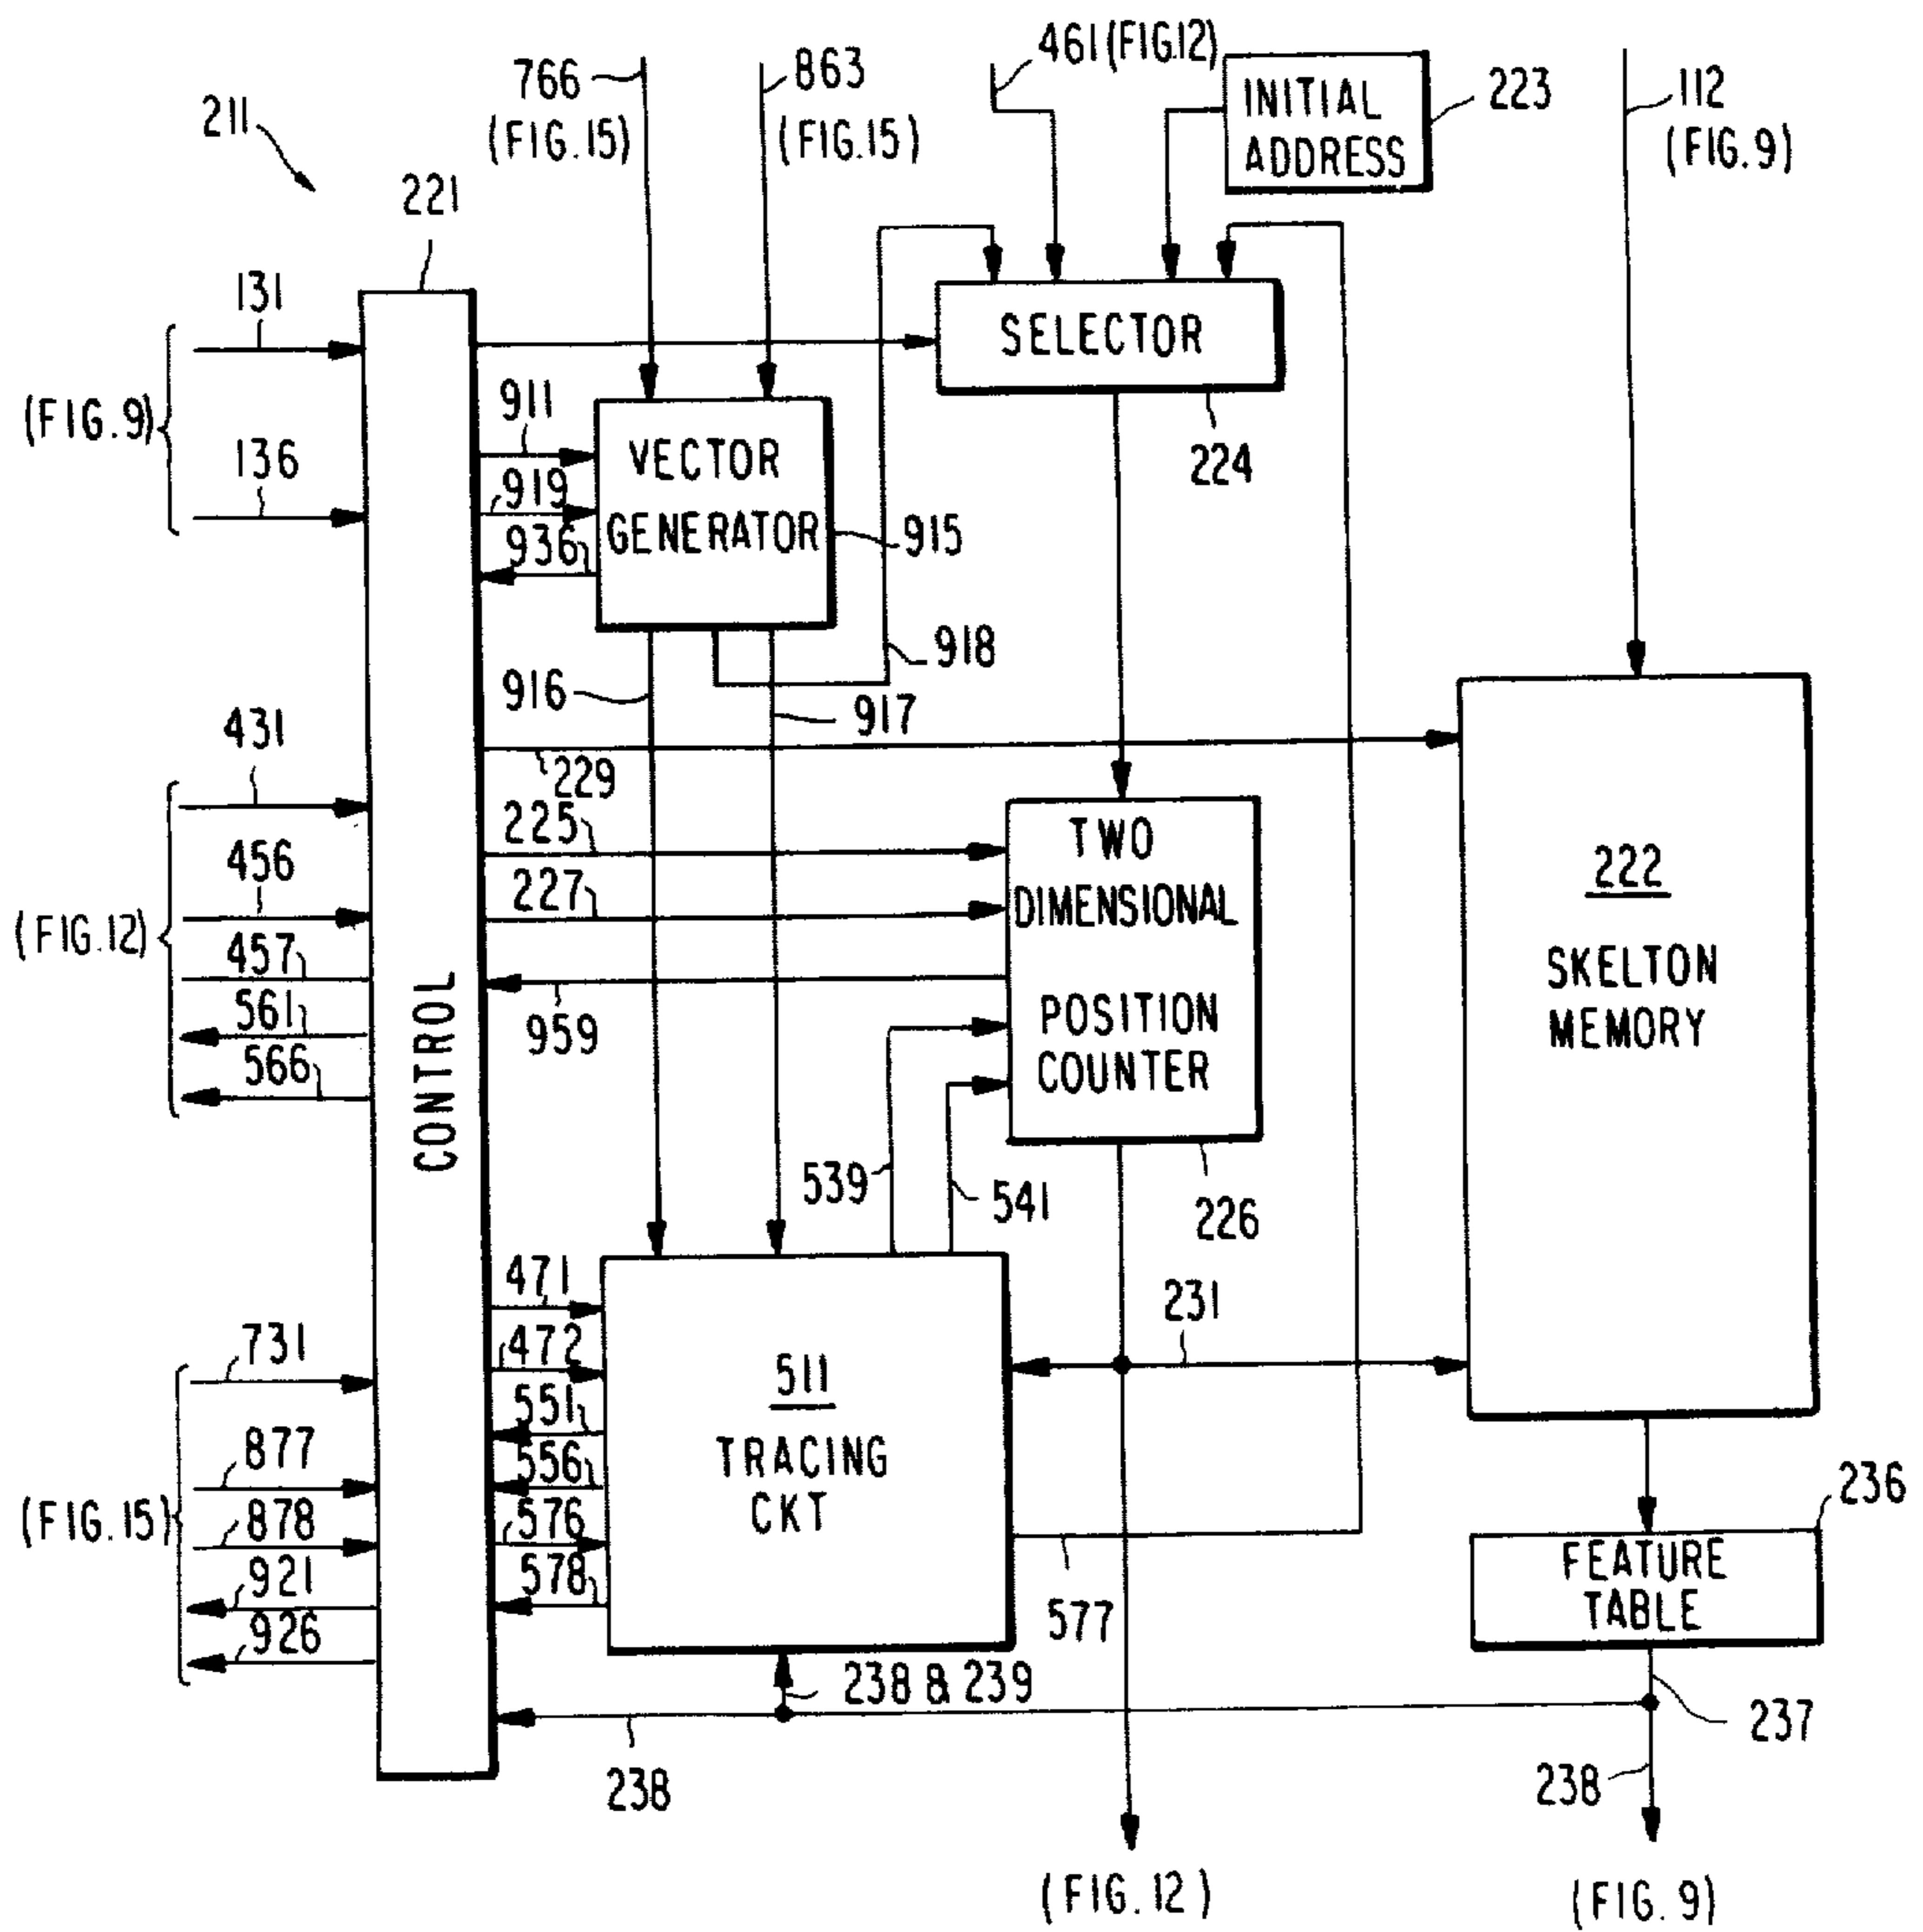 461 (FIG.12)
766
(FIG.15)
863
(FIG.15)
INITIAL
ADDRESS
223
112
(FIG.9)
211
221
131
(FIG.9)
136
SELECTOR
224
911
919
936
VECTOR
GENERATOR
915
918
916
917
431
(FIG.12)
456
457
561
566
229
225
227
959
TWO
DIMENSIONAL
POSITION
COUNTER
226
222
SKELTON
MEMORY
CONTROL
539
541
471
472
551
556
576
578
231
511
TRACING
CKT
577
731
(FIG.15)
877
878
921
926
236
FEATURE
TABLE
238 & 239
237
238
238
(FIG.12)
(FIG. 9)